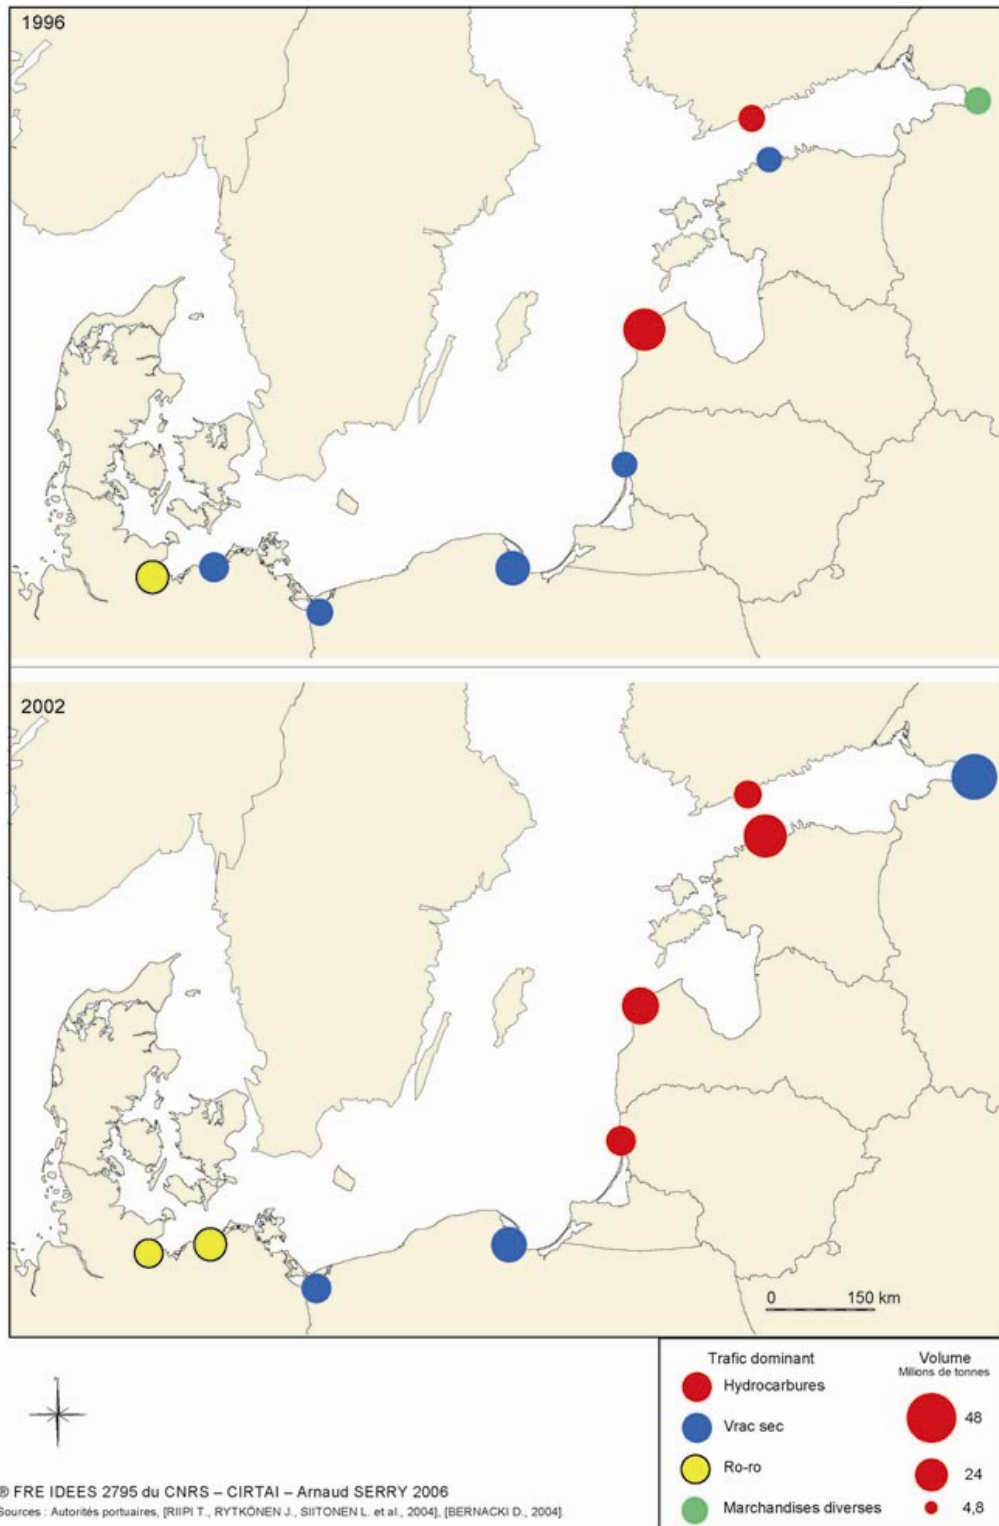 1996
2002
0 150 km
Trafic dominant
Hydrocarbures
Vrac sec
Ro-ro
Marchandises diverses
Volume
Millions de tonnes
48
24
4,8
® FRE IDEES 2795 du CNRS – CIRTAI – Arnaud SERRY 2006
Sources : Autorités portuaires, [RIIPI T., RYTKÖNEN J., SIITONEN L. et al., 2004], [BERNACKI D., 2004].